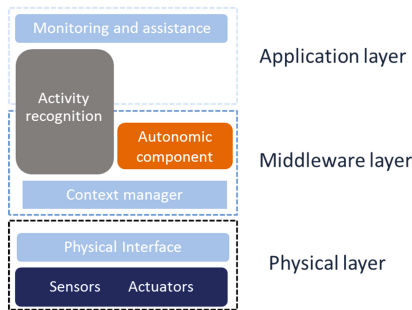 Monitoring and assistance
Application layer
Activity
recognition
Autonomic
component
Middleware layer
Context manager
Physical Interface
Physical layer
Sensors Actuators